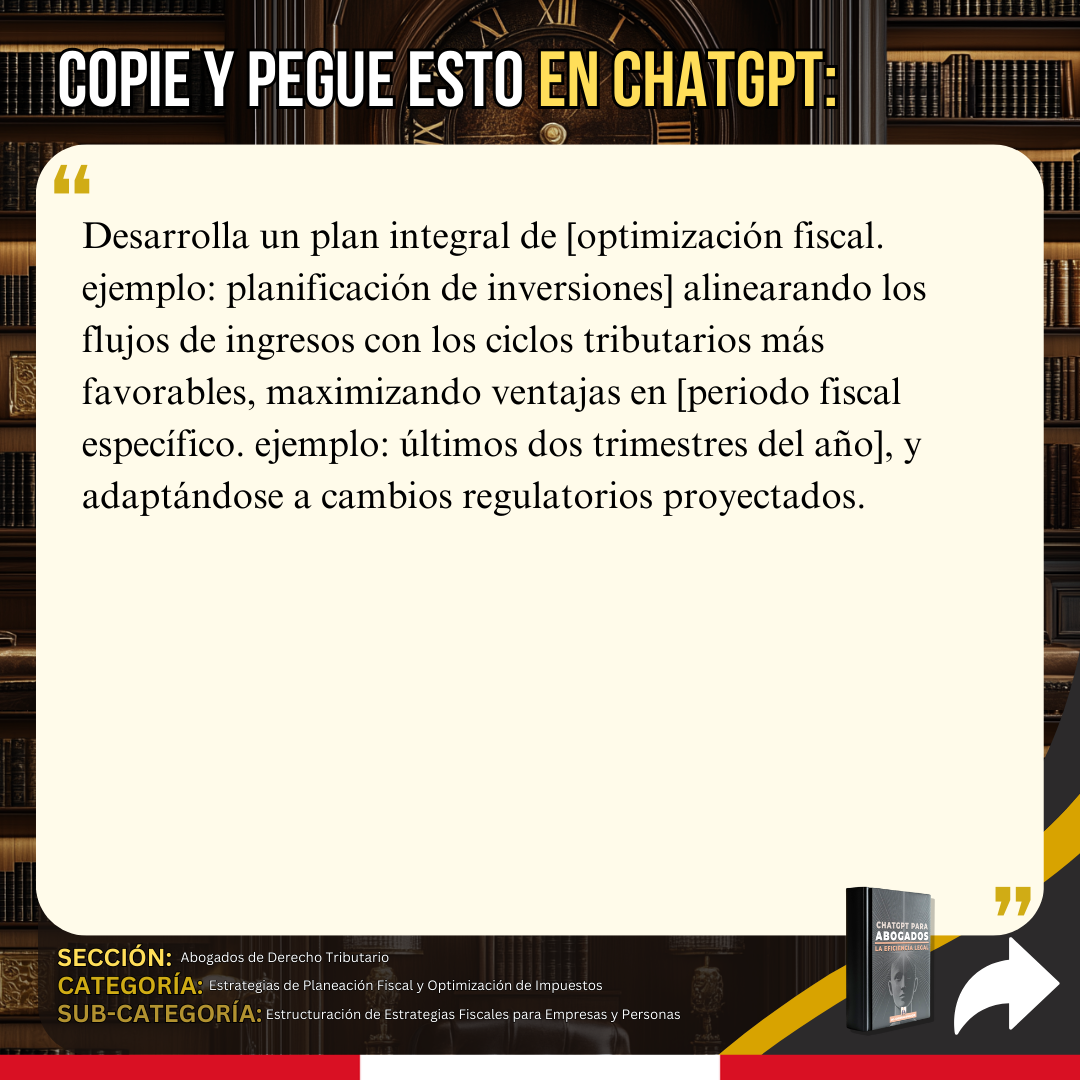 COPIE Y PEGUE ESTO EN CHATGPT:
“
Desarrolla un plan integral de [optimización fiscal.
ejemplo: planificación de inversiones] alinearando los
flujos de ingresos con los ciclos tributarios más
favorables, maximizando ventajas en [periodo fiscal
específico. ejemplo: últimos dos trimestres del año], y
adaptándose a cambios regulatorios proyectados.
”
CHATGPT PARA
ABOGADOS
LA EFICIENCIA LEGAL
SECCIÓN: Abogados de Derecho Tributario
CATEGORÍA: Estrategias de Planeación Fiscal y Optimización de Impuestos
SUB-CATEGORÍA: Estructuración de Estrategias Fiscales para Empresas y Personas